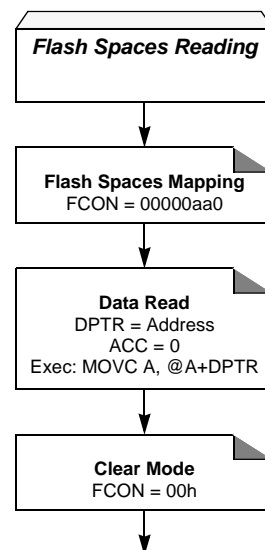 Flash Spaces Reading
Flash Spaces Mapping
FCON = 00000aa0
Data Read
DPTR = Address
ACC = 0
Exec: MOVC A, @A+DPTR
Clear Mode
FCON = 00h